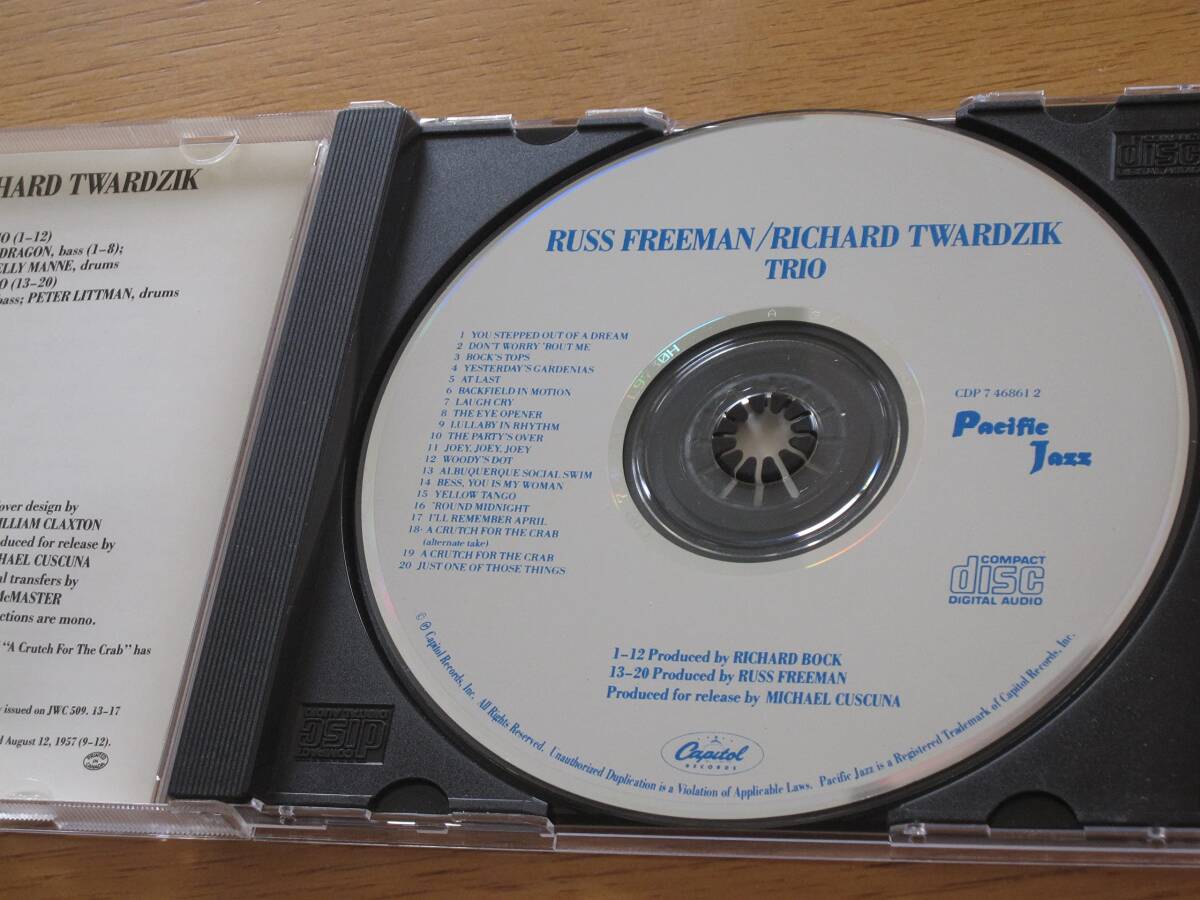 HARD TWARDZIK
IO (1–12)
DRAGON, bass (1–8);
ELLY MANNE, drums
O (13–20)
bass; PETER LITTMAN, drums
over design by
ILLIAM CLAXTON
duced for release by
HAEL CUSCUNA
al transfers by
McMASTER
ctions are mono.
"A Crutch For The Crab" has
issued on JWC 509. 13–17
d August 12, 1957 (9–12).
PRINTED
IN
CANADA
RUSS FREEMAN/RICHARD TWARDZIK
TRIO
1 YOU STEPPED OUT OF A DREAM
2 DON'T WORRY 'BOUT ME
3 BOCK'S TOPS
4 YESTERDAY'S GARDENIAS
5 AT LAST
6 BACKFIELD IN MOTION
7 LAUGH CRY
8 THE EYE OPENER
9 LULLABY IN RHYTHM
10 THE PARTY'S OVER
11 JOEY, JOEY, JOEY
12 WOODY'S DOT
13 ALBUQUERQUE SOCIAL SWIM
14 BESS, YOU IS MY WOMAN
15 YELLOW TANGO
16 'ROUND MIDNIGHT
17 I'LL REMEMBER APRIL
18· A CRUTCH FOR THE CRAB
(alternate take)
19 A CRUTCH FOR THE CRAB
20 JUST ONE OF THOSE THINGS
CDP 7 46861 2
Pacific
Jazz
COMPACT
disc
DIGITAL AUDIO
1–12 Produced by RICHARD BOCK
13–20 Produced by RUSS FREEMAN
Produced for release by MICHAEL CUSCUNA
Capitol
RECORDS
© ℗ Capitol Records, Inc. All Rights Reserved. Unauthorized Duplication is a Violation of Applicable Laws. Pacific Jazz is a Registered Trademark of Capitol Records, Inc.
disc
COMPACT
disc